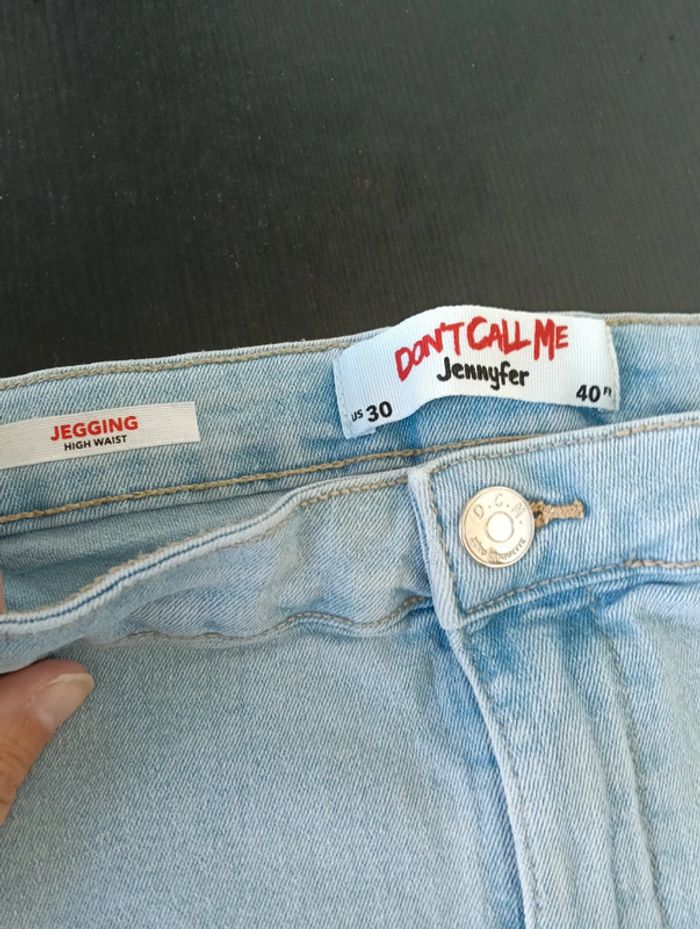 DON'T CALL ME
Jennyfer
US 30
40 FR
JEGGING
HIGH WAIST
D.C.M.